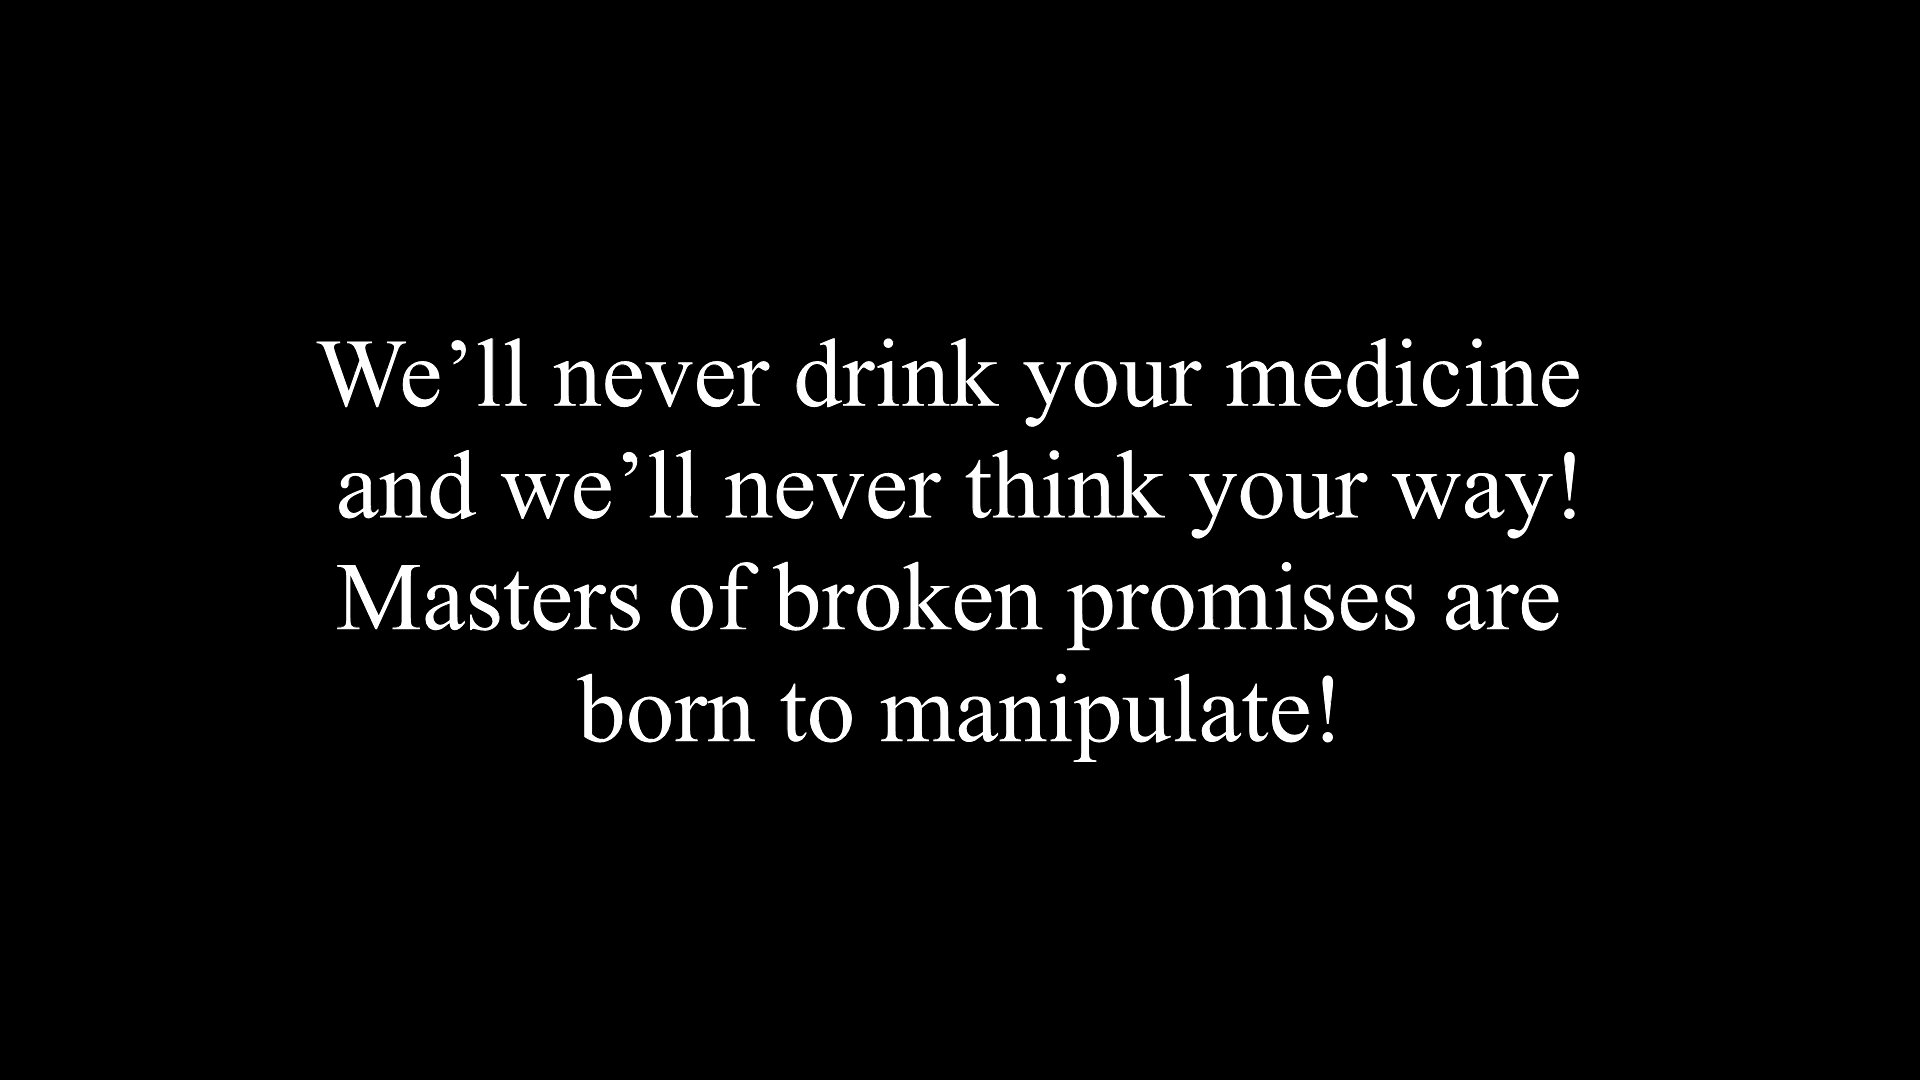 We’ll never drink your medicine
and we’ll never think your way!
Masters of broken promises are
born to manipulate!